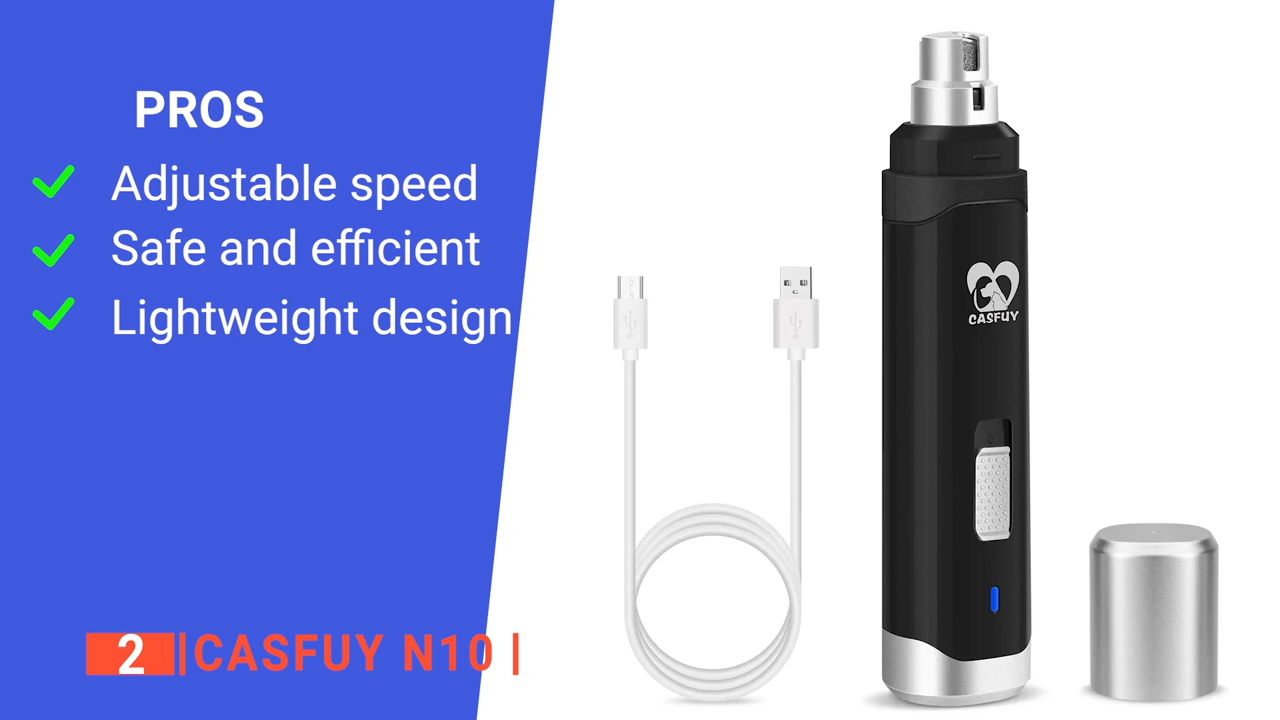 PROS
Adjustable speed
Safe and efficient
Lightweight design
CASFUY
2 |CASFUY N10 |